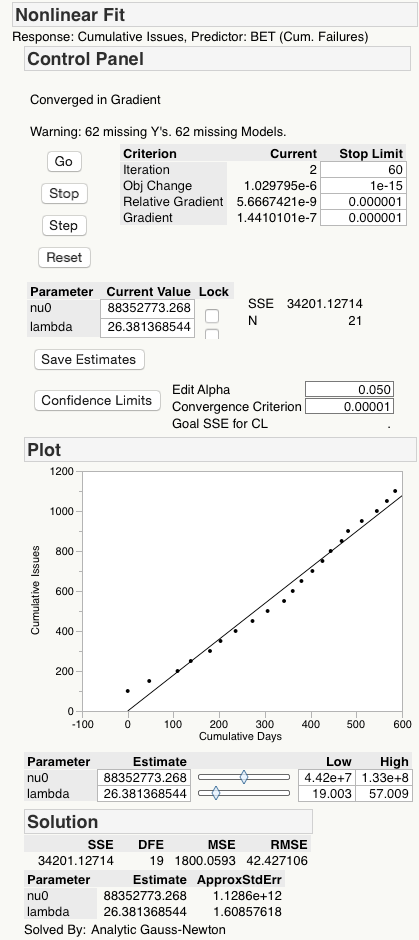 Nonlinear Fit
Response: Cumulative Issues, Predictor: BET (Cum. Failures)
Control Panel
Converged in Gradient
Warning: 62 missing Y's. 62 missing Models.
Go
Stop
Step
Reset
Criterion Current Stop Limit
Iteration 2 60
Obj Change 1.029795e-6 1e-15
Relative Gradient 5.6667421e-9 0.000001
Gradient 1.4410101e-7 0.000001
Parameter Current Value Lock
nu0 88352773.268
lambda 26.381368544
SSE 34201.12714
N 21
Save Estimates
Confidence Limits
Edit Alpha 0.050
Convergence Criterion 0.00001
Goal SSE for CL .
Plot
1200
1000
800
600
400
200
0
Cumulative Issues
-100 0 100 200 300 400 500 600
Cumulative Days
Parameter Estimate Low High
nu0 88352773.268 4.42e+7 1.33e+8
lambda 26.381368544 19.003 57.009
Solution
SSE DFE MSE RMSE
34201.12714 19 1800.0593 42.427106
Parameter Estimate ApproxStdErr
nu0 88352773.268 1.1286e+12
lambda 26.381368544 1.60857618
Solved By: Analytic Gauss-Newton